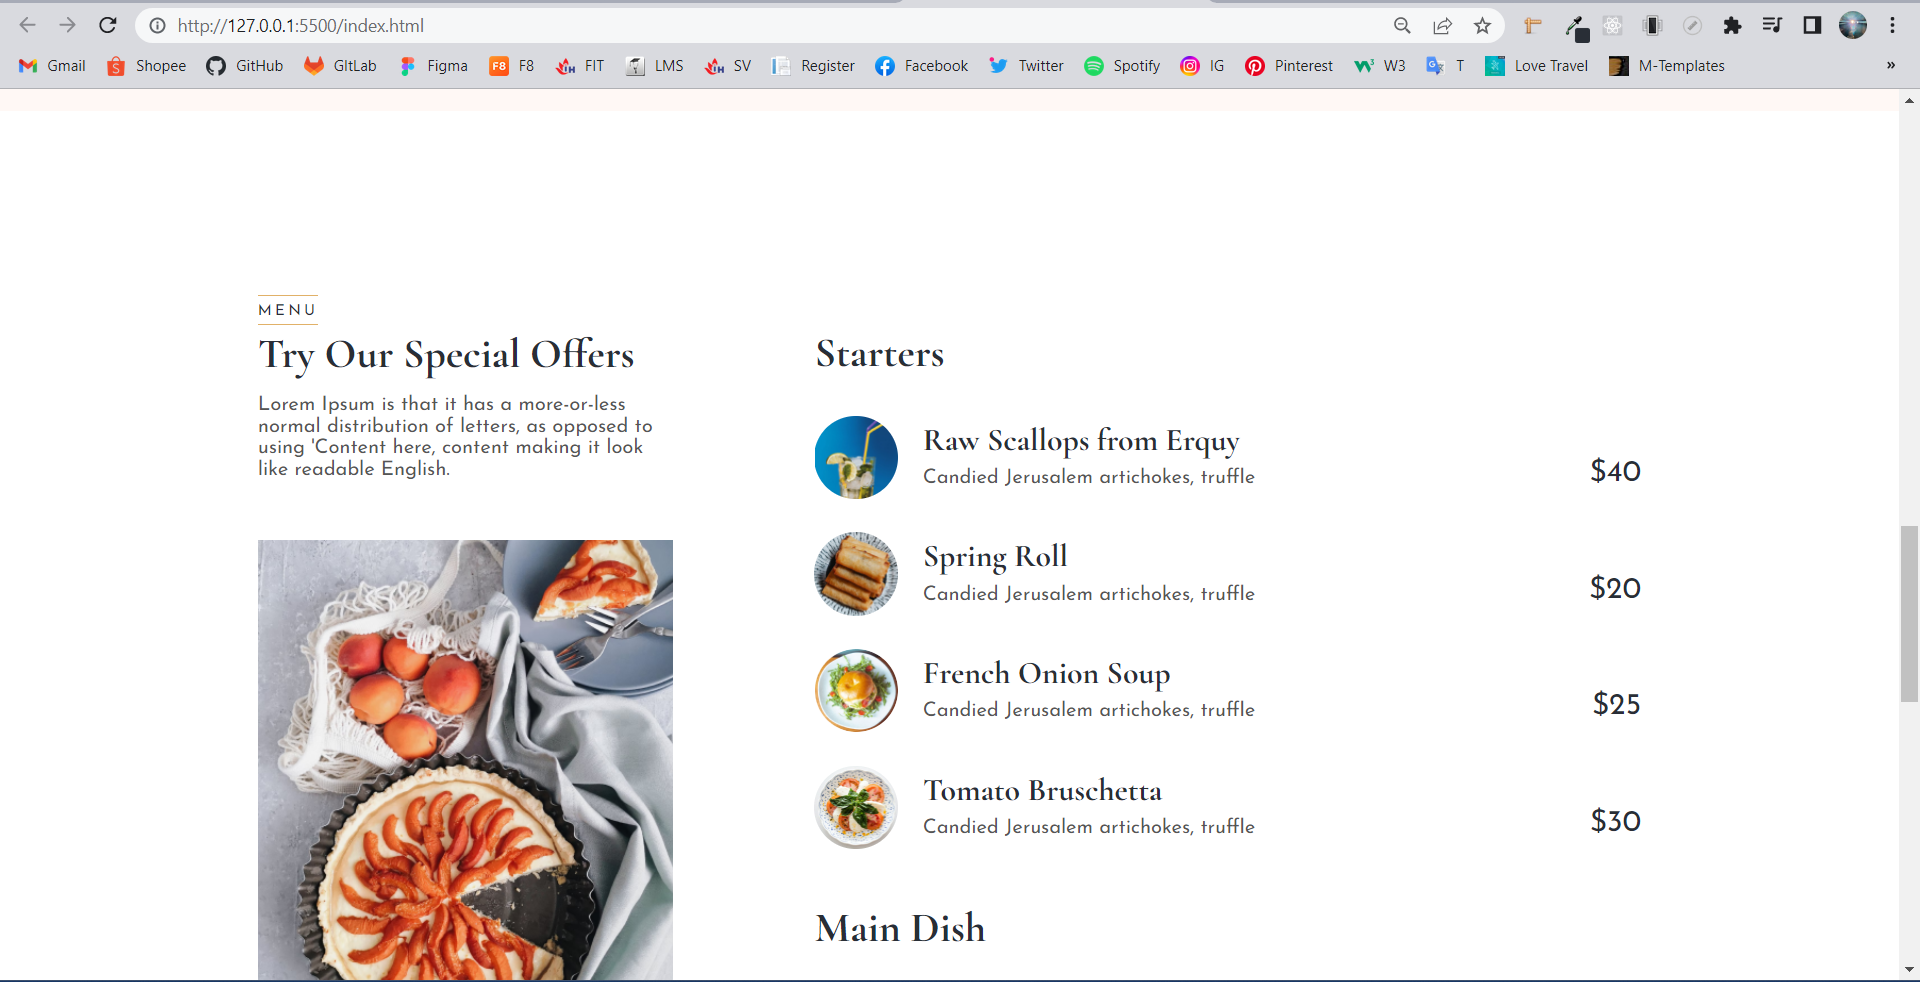 http://127.0.0.1:5500/index.html
Gmail Shopee GitHub GItLab Figma F8 F8 FIT LMS SV Register Facebook Twitter Spotify IG Pinterest W3 T Love Travel M-Templates »
MENU
Try Our Special Offers
Lorem Ipsum is that it has a more-or-less
normal distribution of letters, as opposed to
using 'Content here, content making it look
like readable English.
Starters
Raw Scallops from Erquy
Candied Jerusalem artichokes, truffle
$40
Spring Roll
Candied Jerusalem artichokes, truffle
$20
French Onion Soup
Candied Jerusalem artichokes, truffle
$25
Tomato Bruschetta
Candied Jerusalem artichokes, truffle
$30
Main Dish